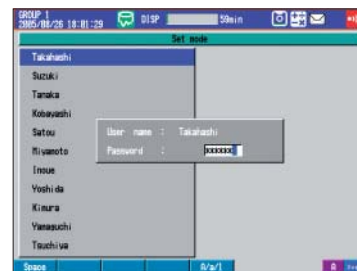 GROUP 1
2005/08/26 18:01:29 DISP 59min
Set mode
Takahashi
Suzuki
Tanaka
Kobayashi
Satou
User name : Takahashi
Miyamoto
Password : xxxxxx
Inoue
Yoshida
Kimura
Yamaguchi
Tsuchiya
Space A/a/1